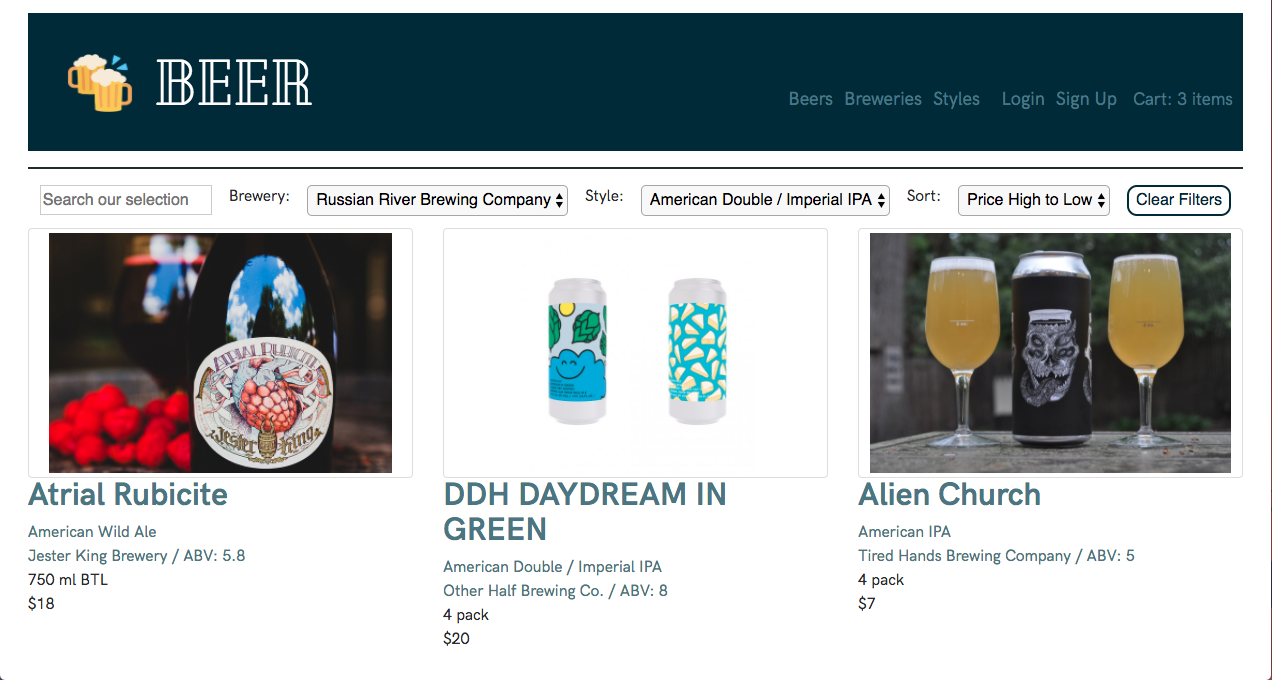 BEER
Beers Breweries Styles Login Sign Up Cart: 3 items
Search our selection Brewery: Russian River Brewing Company Style: American Double / Imperial IPA Sort: Price High to Low Clear Filters
ATRIAL RUBICITE
Jester King
Atrial Rubicite
American Wild Ale
Jester King Brewery / ABV: 5.8
750 ml BTL
$18
DDH DAYDREAM IN
GREEN
American Double / Imperial IPA
Other Half Brewing Co. / ABV: 8
4 pack
$20
Alien Church
American IPA
Tired Hands Brewing Company / ABV: 5
4 pack
$7